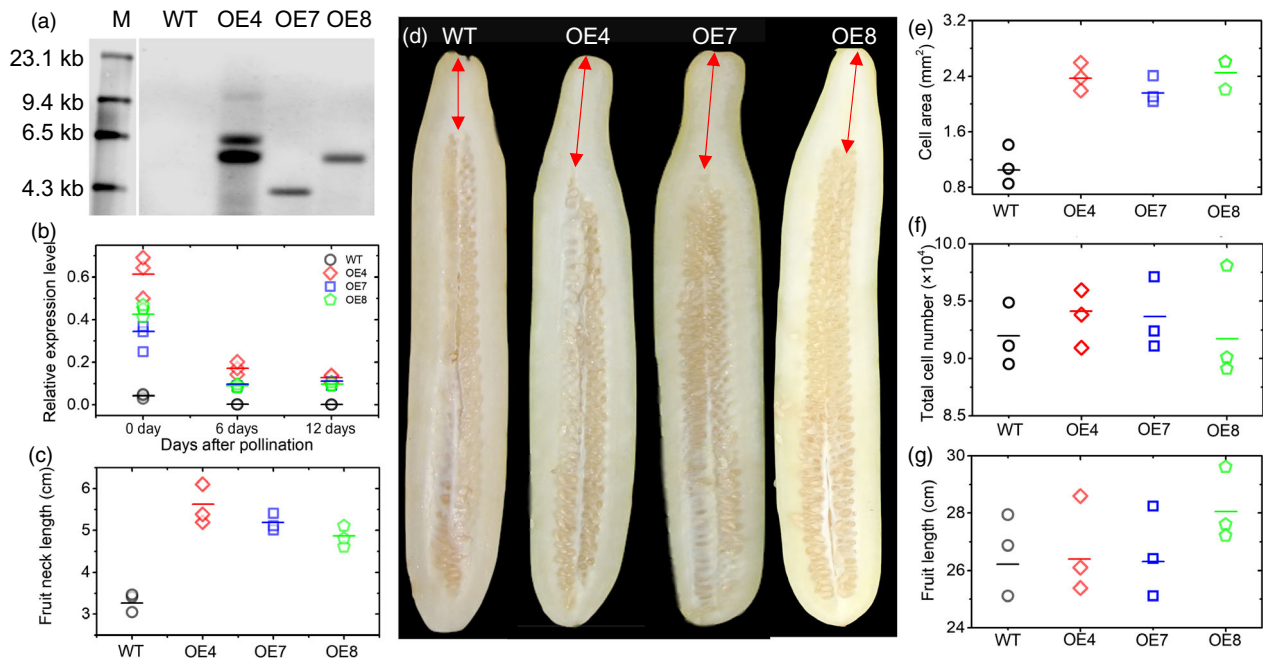 (a)
M WT OE4 OE7 OE8
23.1 kb
9.4 kb
6.5 kb
4.3 kb
(b)
Relative expression level
0.6
0.4
0.2
0.0
WT
OE4
OE7
OE8
0 day 6 days 12 days
Days after pollination
(c)
Fruit neck length (cm)
6
5
4
3
WT OE4 OE7 OE8
(d)
WT OE4 OE7 OE8
(e)
Cell area (mm²)
3.2
2.4
1.6
0.8
WT OE4 OE7 OE8
(f)
Total cell number (×10⁴)
10.0
9.5
9.0
8.5
WT OE4 OE7 OE8
(g)
Fruit length (cm)
30
28
26
24
WT OE4 OE7 OE8